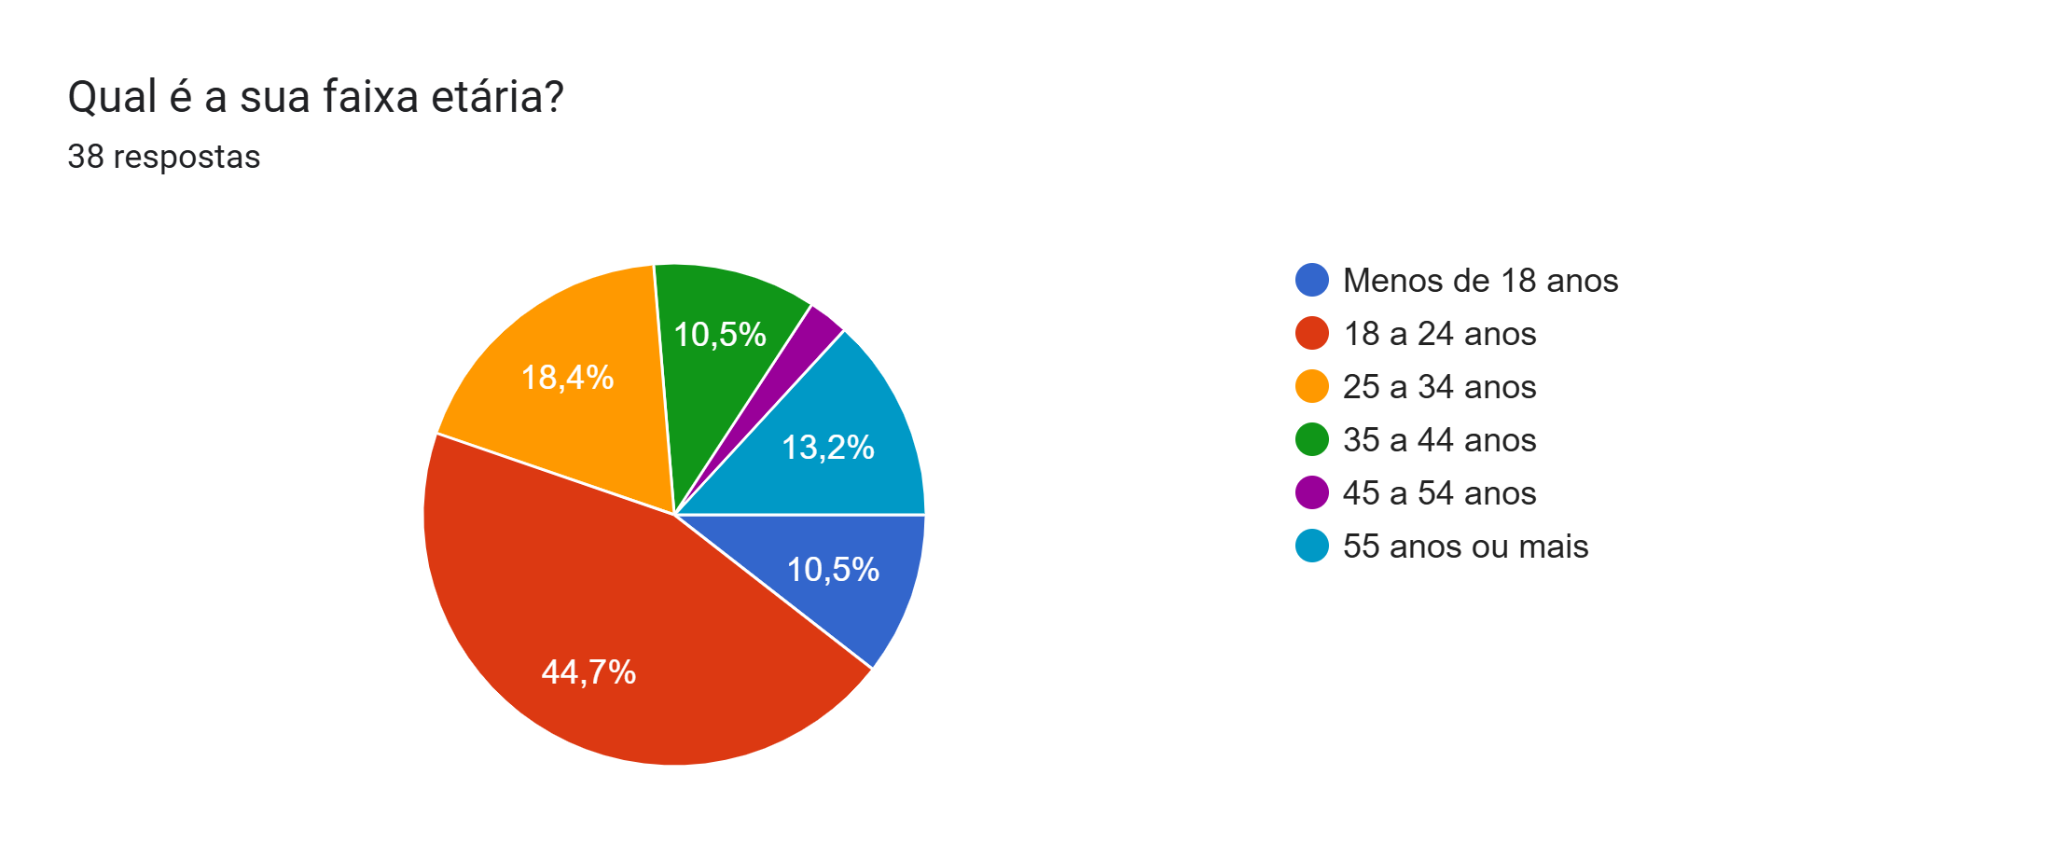 Qual é a sua faixa etária?
38 respostas
10,5%
18,4%
13,2%
10,5%
44,7%
Menos de 18 anos
18 a 24 anos
25 a 34 anos
35 a 44 anos
45 a 54 anos
55 anos ou mais